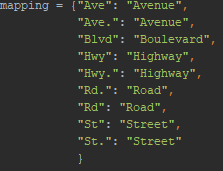 mapping = {"Ave": "Avenue",
"Ave.": "Avenue",
"Blvd": "Boulevard",
"Hwy": "Highway",
"Hwy.": "Highway",
"Rd.": "Road",
"Rd": "Road",
"St": "Street",
"St.": "Street"
}